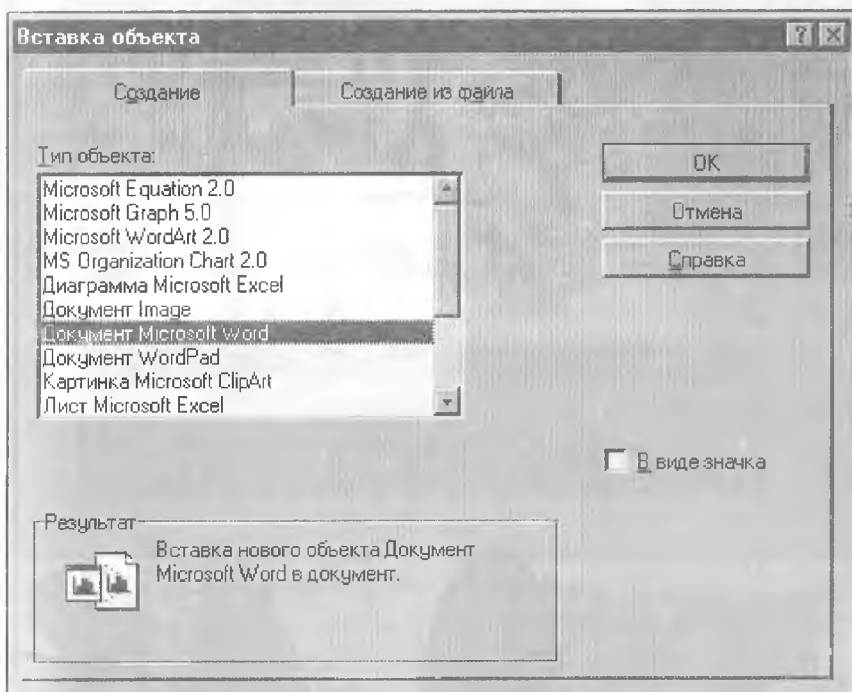 Вставка объекта
Создание
Создание из файла
Тип объекта:
Microsoft Equation 2.0
Microsoft Graph 5.0
Microsoft WordArt 2.0
MS Organization Chart 2.0
Диаграмма Microsoft Excel
Документ Image
Документ Microsoft Word
Документ WordPad
Картинка Microsoft ClipArt
Лист Microsoft Excel
OK
Отмена
Справка
В виде значка
Результат
Вставка нового объекта Документ
Microsoft Word в документ.